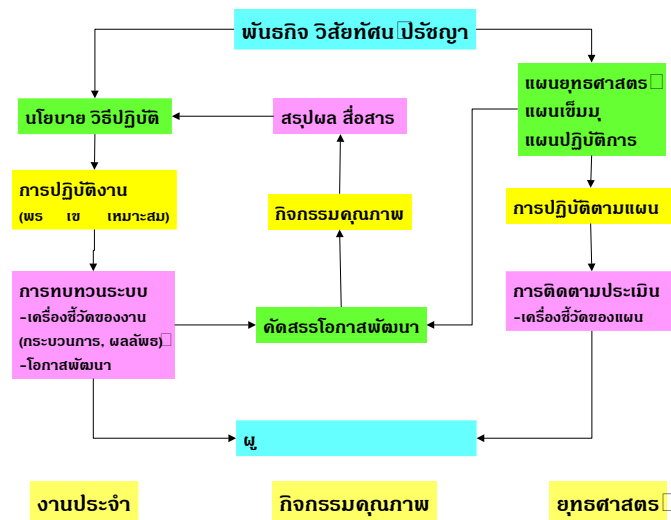 พันธกิจ วิสัยทัศน ปรัชญา
นโยบาย วิธีปฏิบัติ
สรุปผล สื่อสาร
แผนยุทธศาสตร
แผนเข็มมุ
แผนปฏิบัติการ
การปฏิบัติงาน
(พร เข เหมาะสม)
กิจกรรมคุณภาพ
การปฏิบัติตามแผน
การทบทวนระบบ
-เครื่องชี้วัดของงาน
(กระบวนการ, ผลลัพธ)
-โอกาสพัฒนา
คัดสรรโอกาสพัฒนา
การติดตามประเมิน
-เครื่องชี้วัดของแผน
ผู
งานประจำ
กิจกรรมคุณภาพ
ยุทธศาสตร